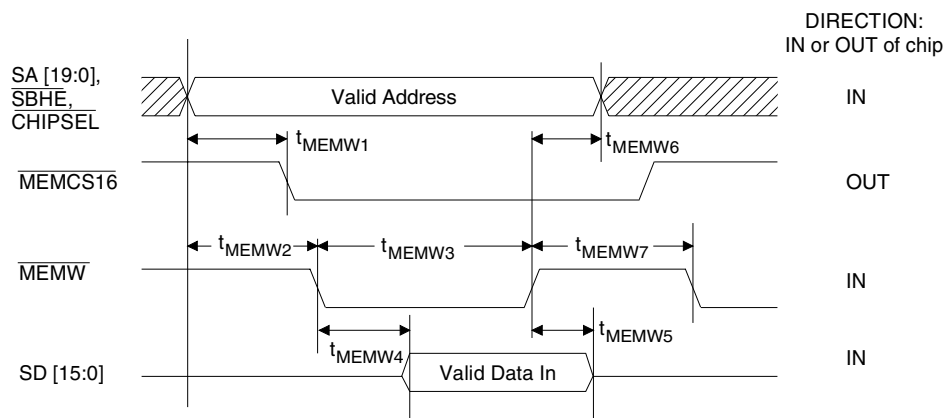 DIRECTION:
IN or OUT of chip
SA [19:0],
SBHE,
CHIPSEL
Valid Address
IN
tMEMW1
tMEMW6
MEMCS16
OUT
tMEMW2
tMEMW3
tMEMW7
MEMW
IN
tMEMW4
tMEMW5
SD [15:0]
Valid Data In
IN